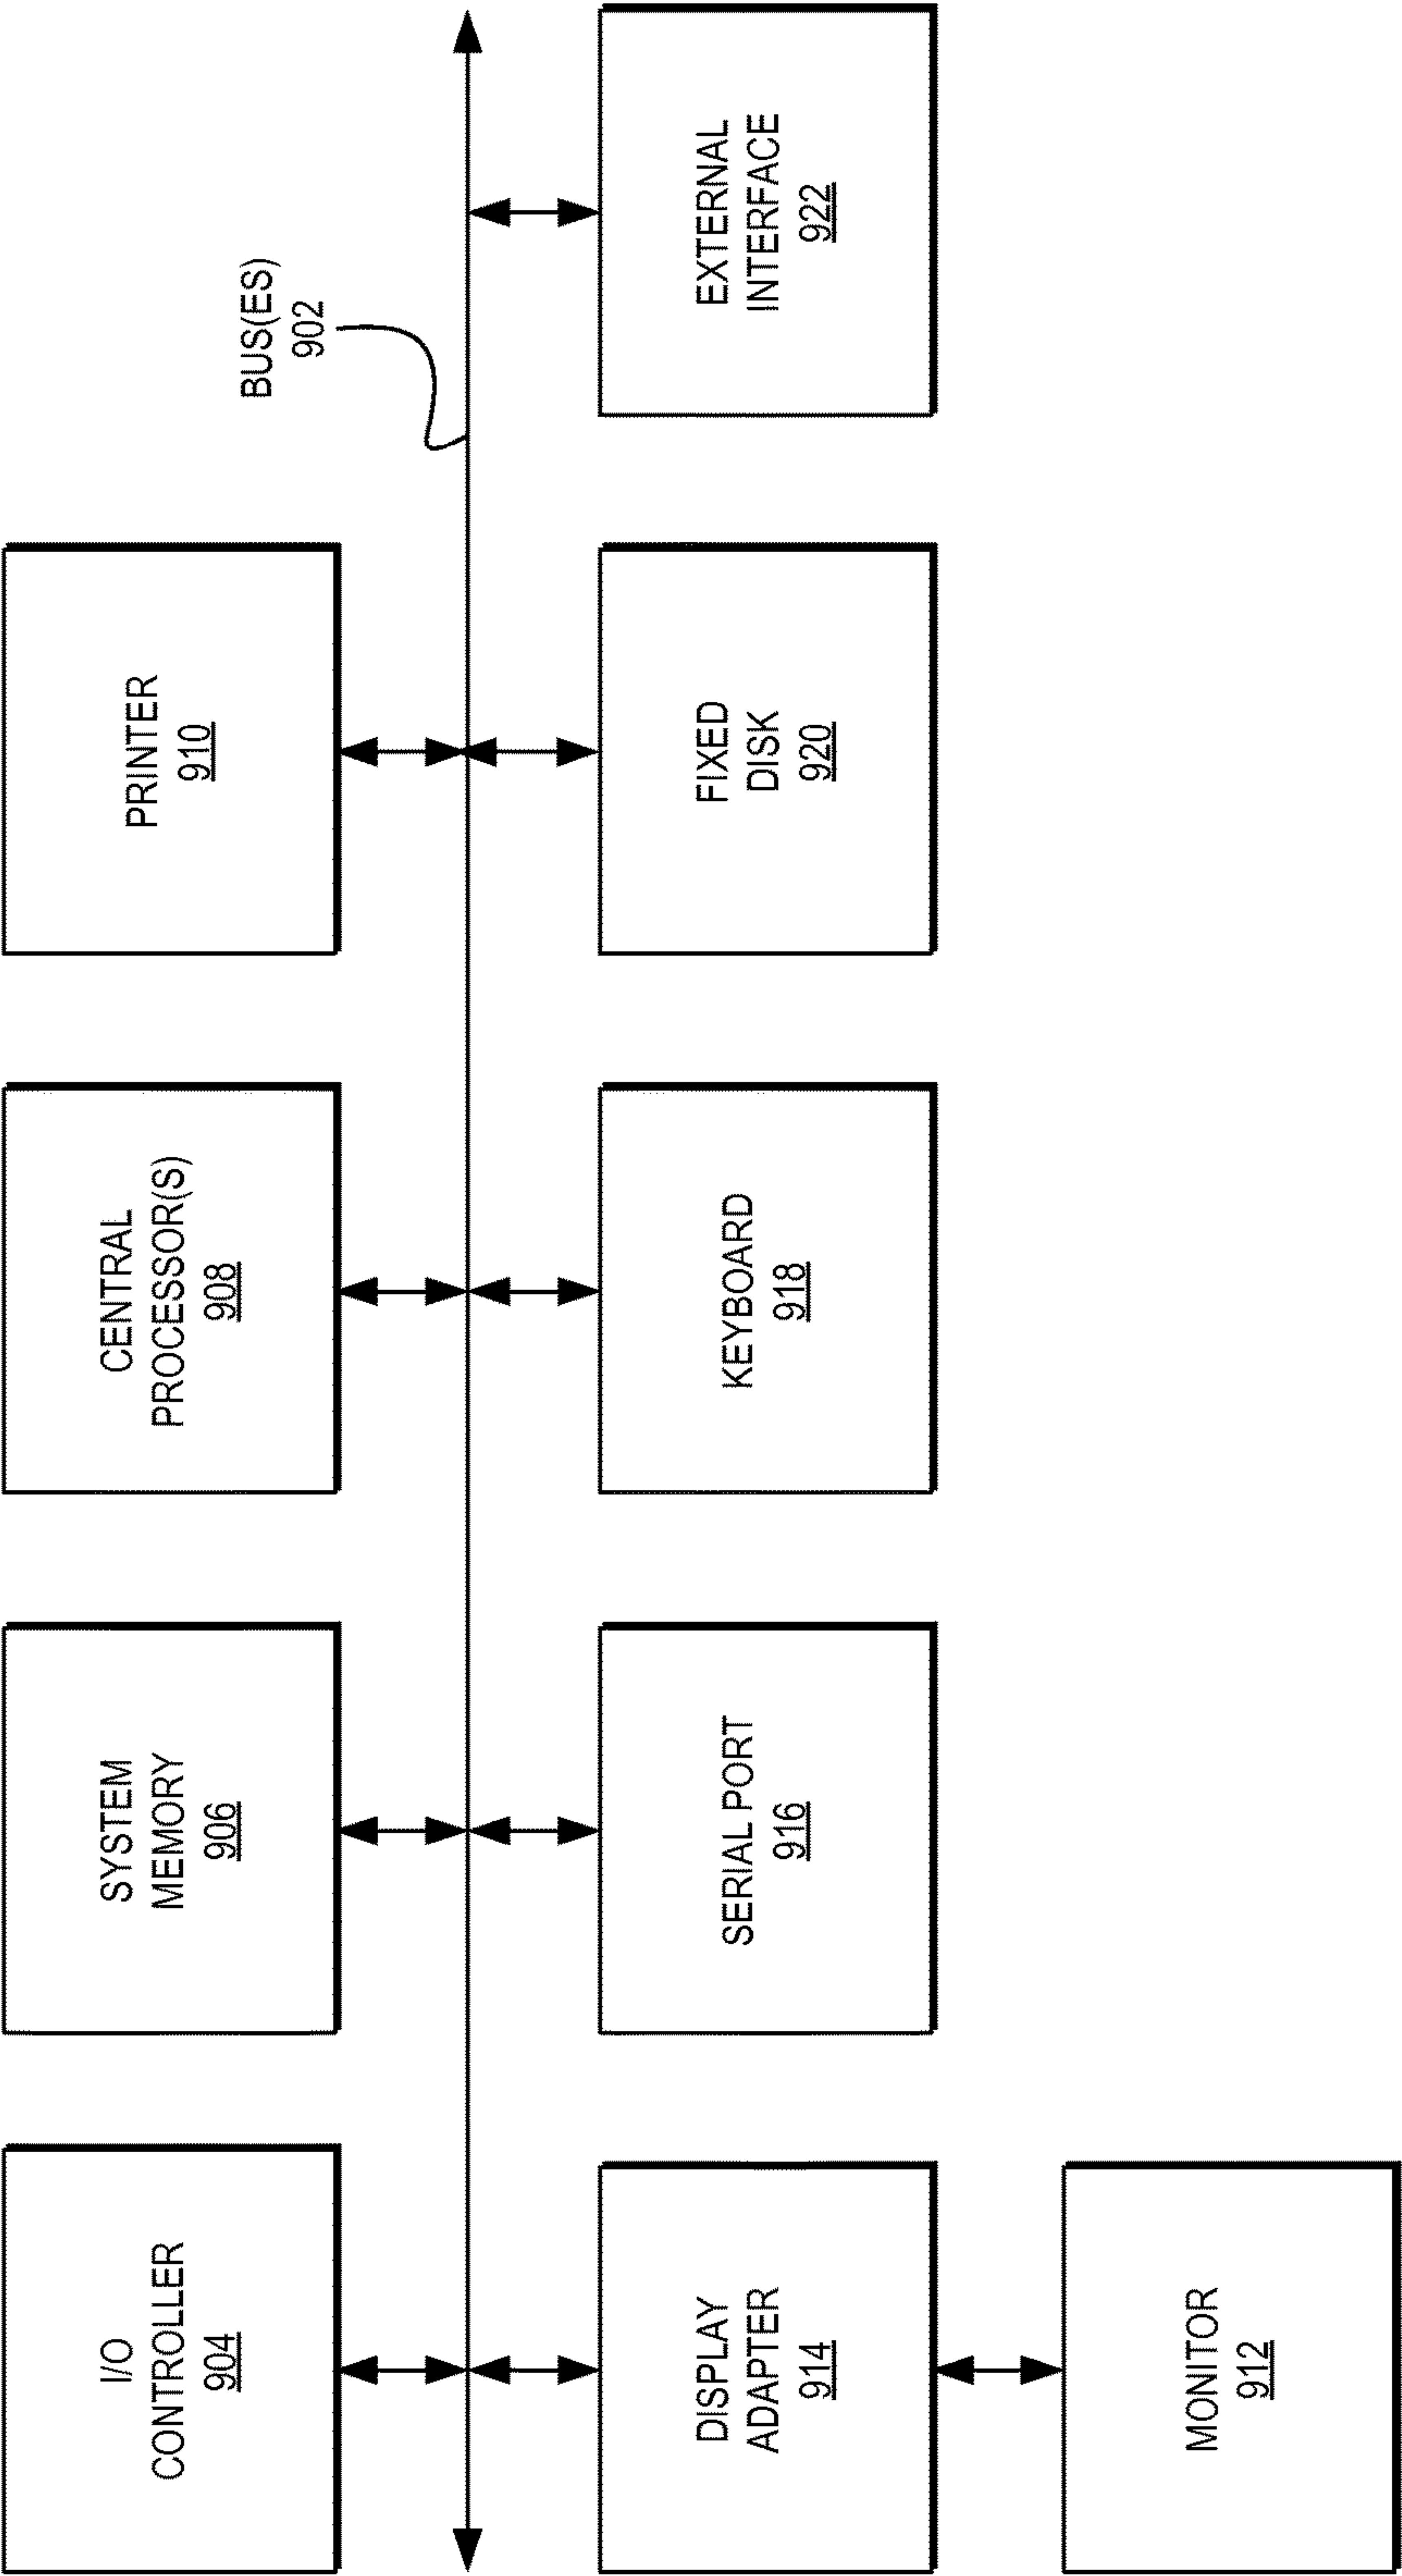 I/O
CONTROLLER
904
SYSTEM
MEMORY
906
CENTRAL
PROCESSOR(S)
908
PRINTER
910
BUS(ES)
902
DISPLAY
ADAPTER
914
SERIAL PORT
916
KEYBOARD
918
FIXED
DISK
920
EXTERNAL
INTERFACE
922
MONITOR
912